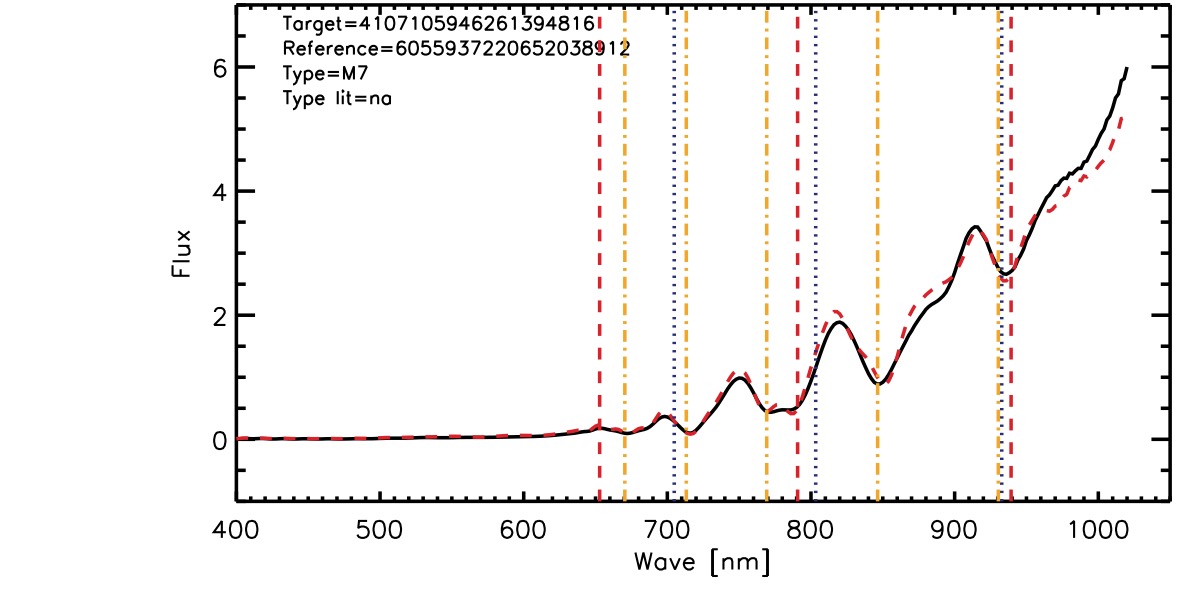 Target=4107105946261394816
Reference=6055937220652038912
Type=M7
Type lit=na
6
4
2
0
Flux
400 500 600 700 800 900 1000
Wave [nm]